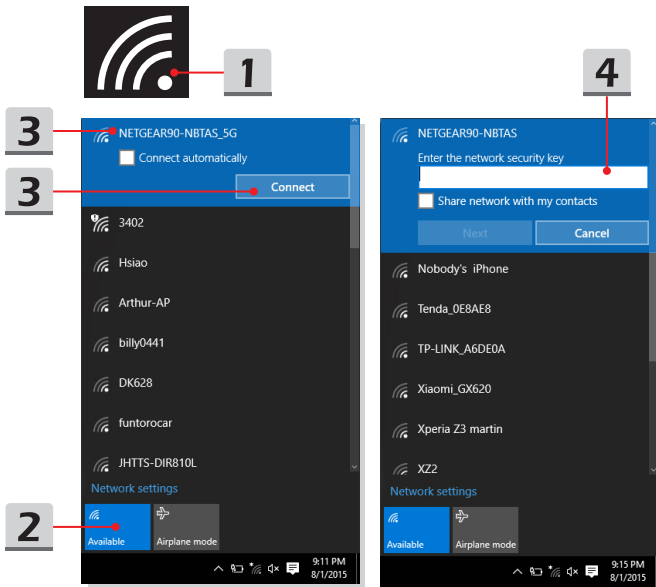 1
3
NETGEAR90-NBTAS_5G
Connect automatically
3
Connect
3402
Hsiao
Arthur-AP
billy0441
DK628
funtorocar
JHTTS-DIR810L
Network settings
2
Available
Airplane mode
9:11 PM
8/1/2015
4
NETGEAR90-NBTAS
Enter the network security key
Share network with my contacts
Next
Cancel
Nobody's iPhone
Tenda_0E8AE8
TP-LINK_A6DE0A
Xiaomi_GX620
Xperia Z3 martin
XZ2
Network settings
Available
Airplane mode
9:15 PM
8/1/2015